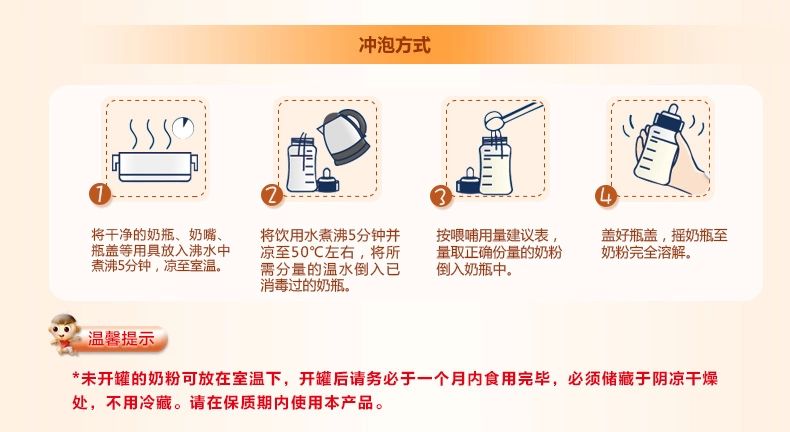 冲泡方式
1
将干净的奶瓶、奶嘴、
瓶盖等用具放入沸水中
煮沸5分钟，凉至室温。
2
将饮用水煮沸5分钟并
凉至50℃左右，将所
需分量的温水倒入已
消毒过的奶瓶。
3
按喂哺用量建议表，
量取正确份量的奶粉
倒入奶瓶中。
4
盖好瓶盖，摇奶瓶至
奶粉完全溶解。
温馨提示
*未开罐的奶粉可放在室温下，开罐后请务必于一个月内食用完毕，必须储藏于阴凉干燥
处，不用冷藏。请在保质期内使用本产品。